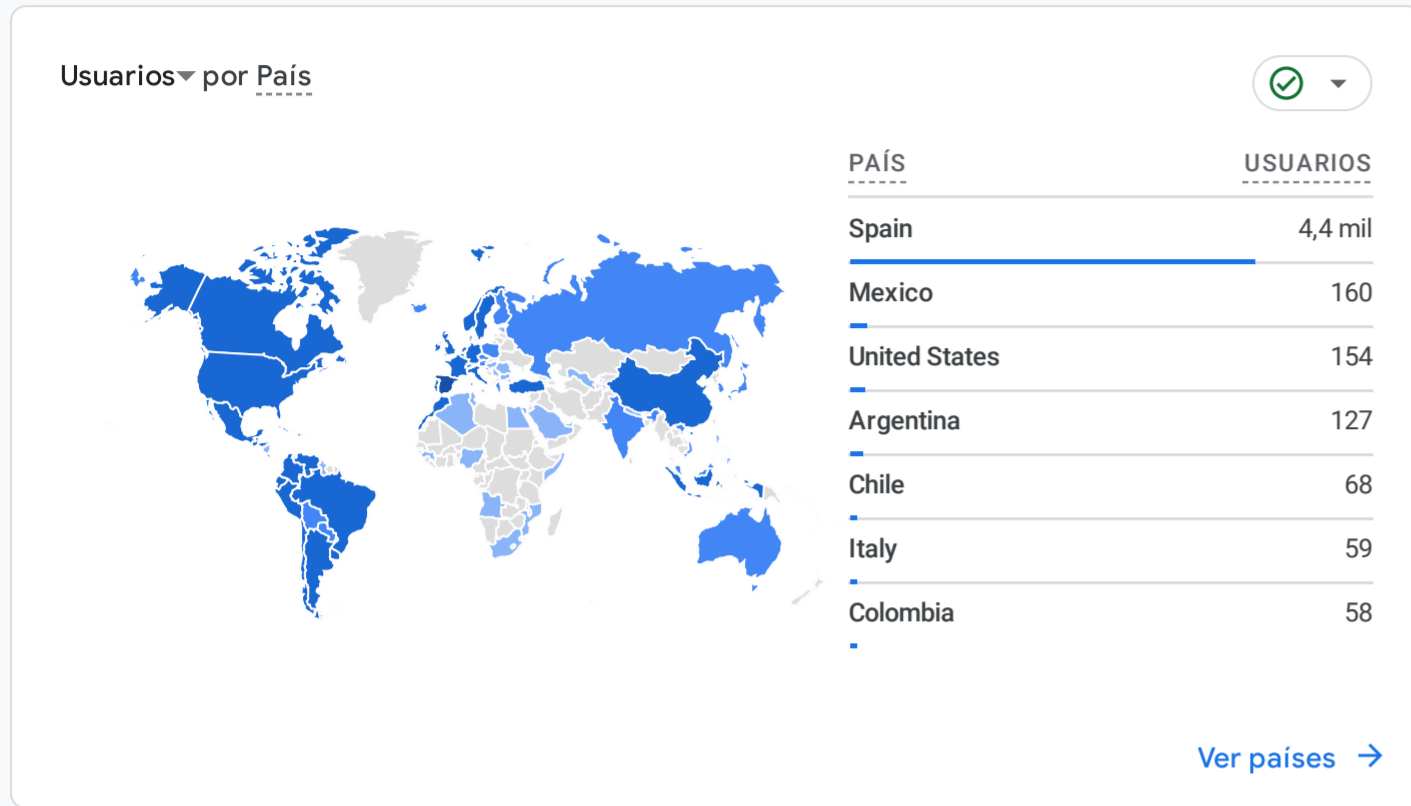 Usuarios por País
PAÍS USUARIOS
Spain 4,4 mil
Mexico 160
United States 154
Argentina 127
Chile 68
Italy 59
Colombia 58
Ver países